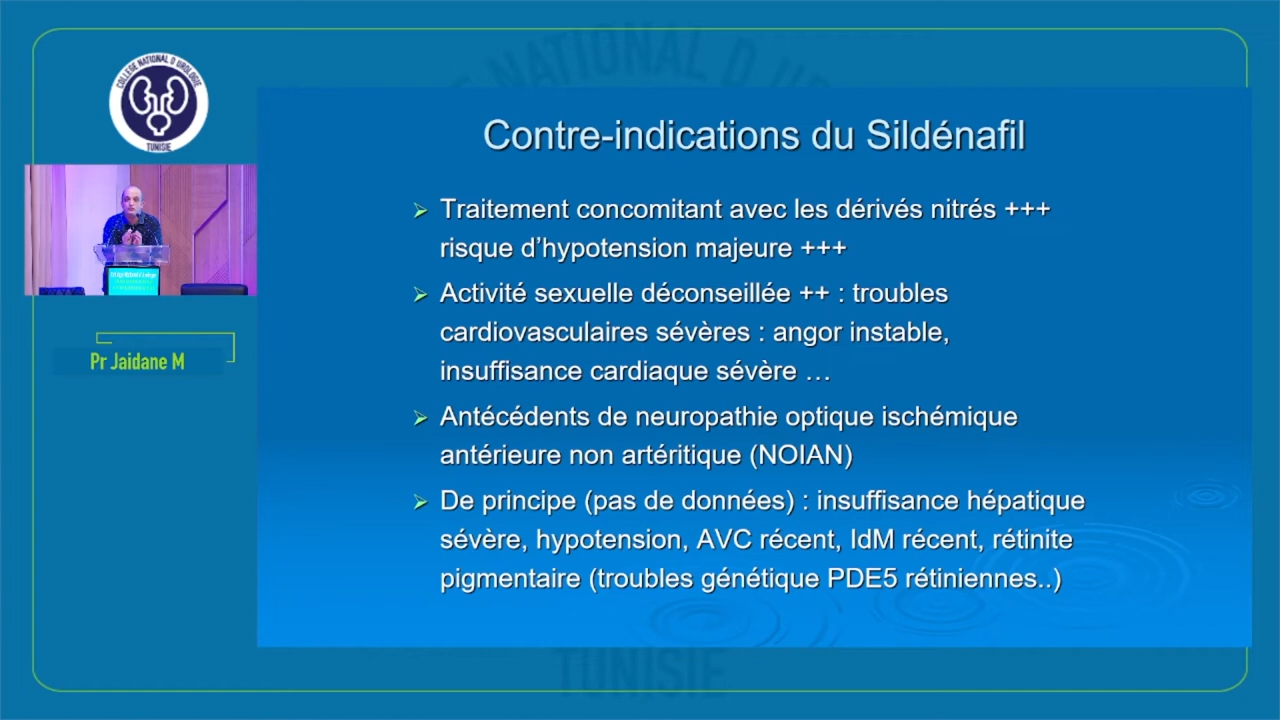 COLLÈGE NATIONAL D UROLOGIE
TUNISIE
Pr Jaidane M
Contre-indications du Sildénafil
Traitement concomitant avec les dérivés nitrés +++
risque d’hypotension majeure +++
Activité sexuelle déconseillée ++ : troubles
cardiovasculaires sévères : angor instable,
insuffisance cardiaque sévère …
Antécédents de neuropathie optique ischémique
antérieure non artéritique (NOIAN)
De principe (pas de données) : insuffisance hépatique
sévère, hypotension, AVC récent, IdM récent, rétinite
pigmentaire (troubles génétique PDE5 rétiniennes..)
NATIONAL D
TUNISIE